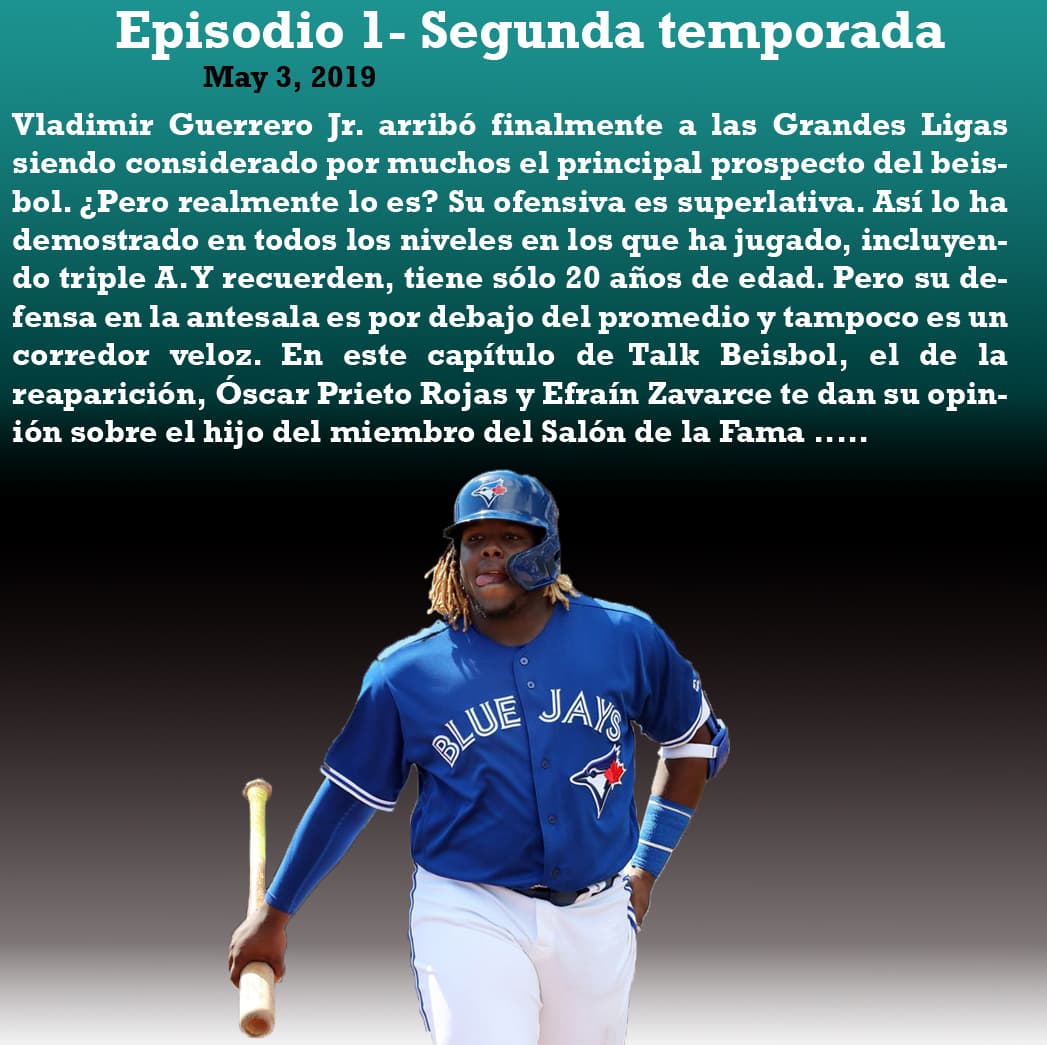 Episodio 1- Segunda temporada
May 3, 2019
Vladimir Guerrero Jr. arribó finalmente a las Grandes Ligas
siendo considerado por muchos el principal prospecto del beis-
bol. ¿Pero realmente lo es? Su ofensiva es superlativa. Así lo ha
demostrado en todos los niveles en los que ha jugado, incluyen-
do triple A.Y recuerden, tiene sólo 20 años de edad. Pero su de-
fensa en la antesala es por debajo del promedio y tampoco es un
corredor veloz. En este capítulo de Talk Beisbol, el de la
reaparición, Óscar Prieto Rojas y Efraín Zavarce te dan su opin-
ión sobre el hijo del miembro del Salón de la Fama .....
BLUE JAYS